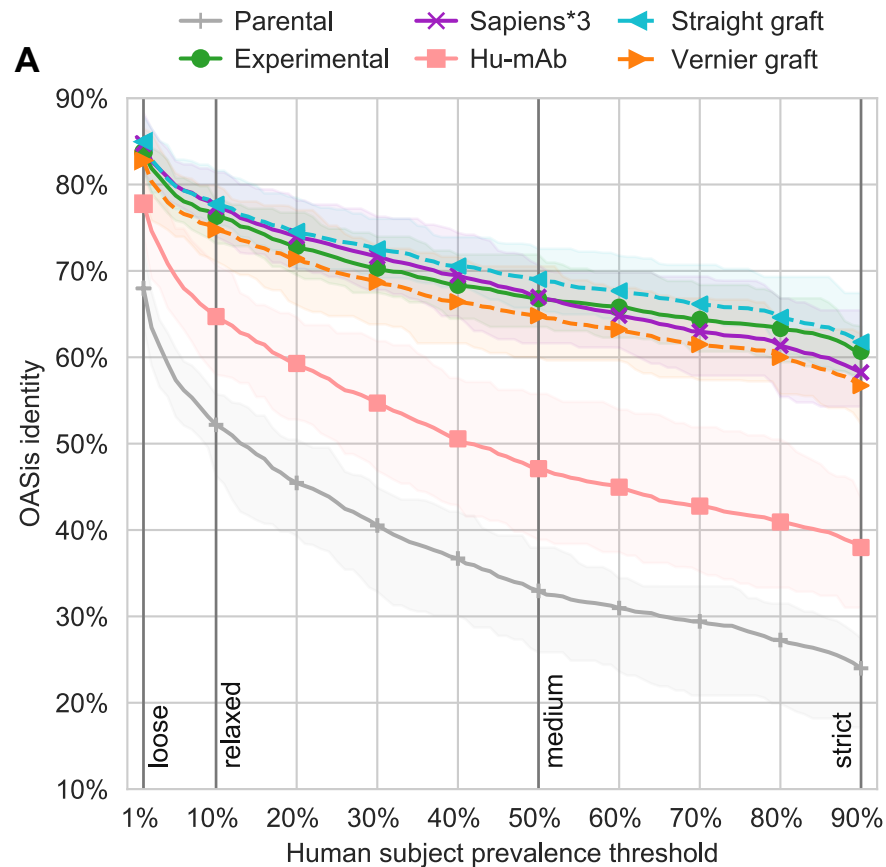 Parental
Sapiens*3
Straight graft
Experimental
Hu-mAb
Vernier graft
A
90%
80%
70%
60%
50%
40%
30%
20%
10%
OASis identity
loose
relaxed
medium
strict
1%
10%
20%
30%
40%
50%
60%
70%
80%
90%
Human subject prevalence threshold